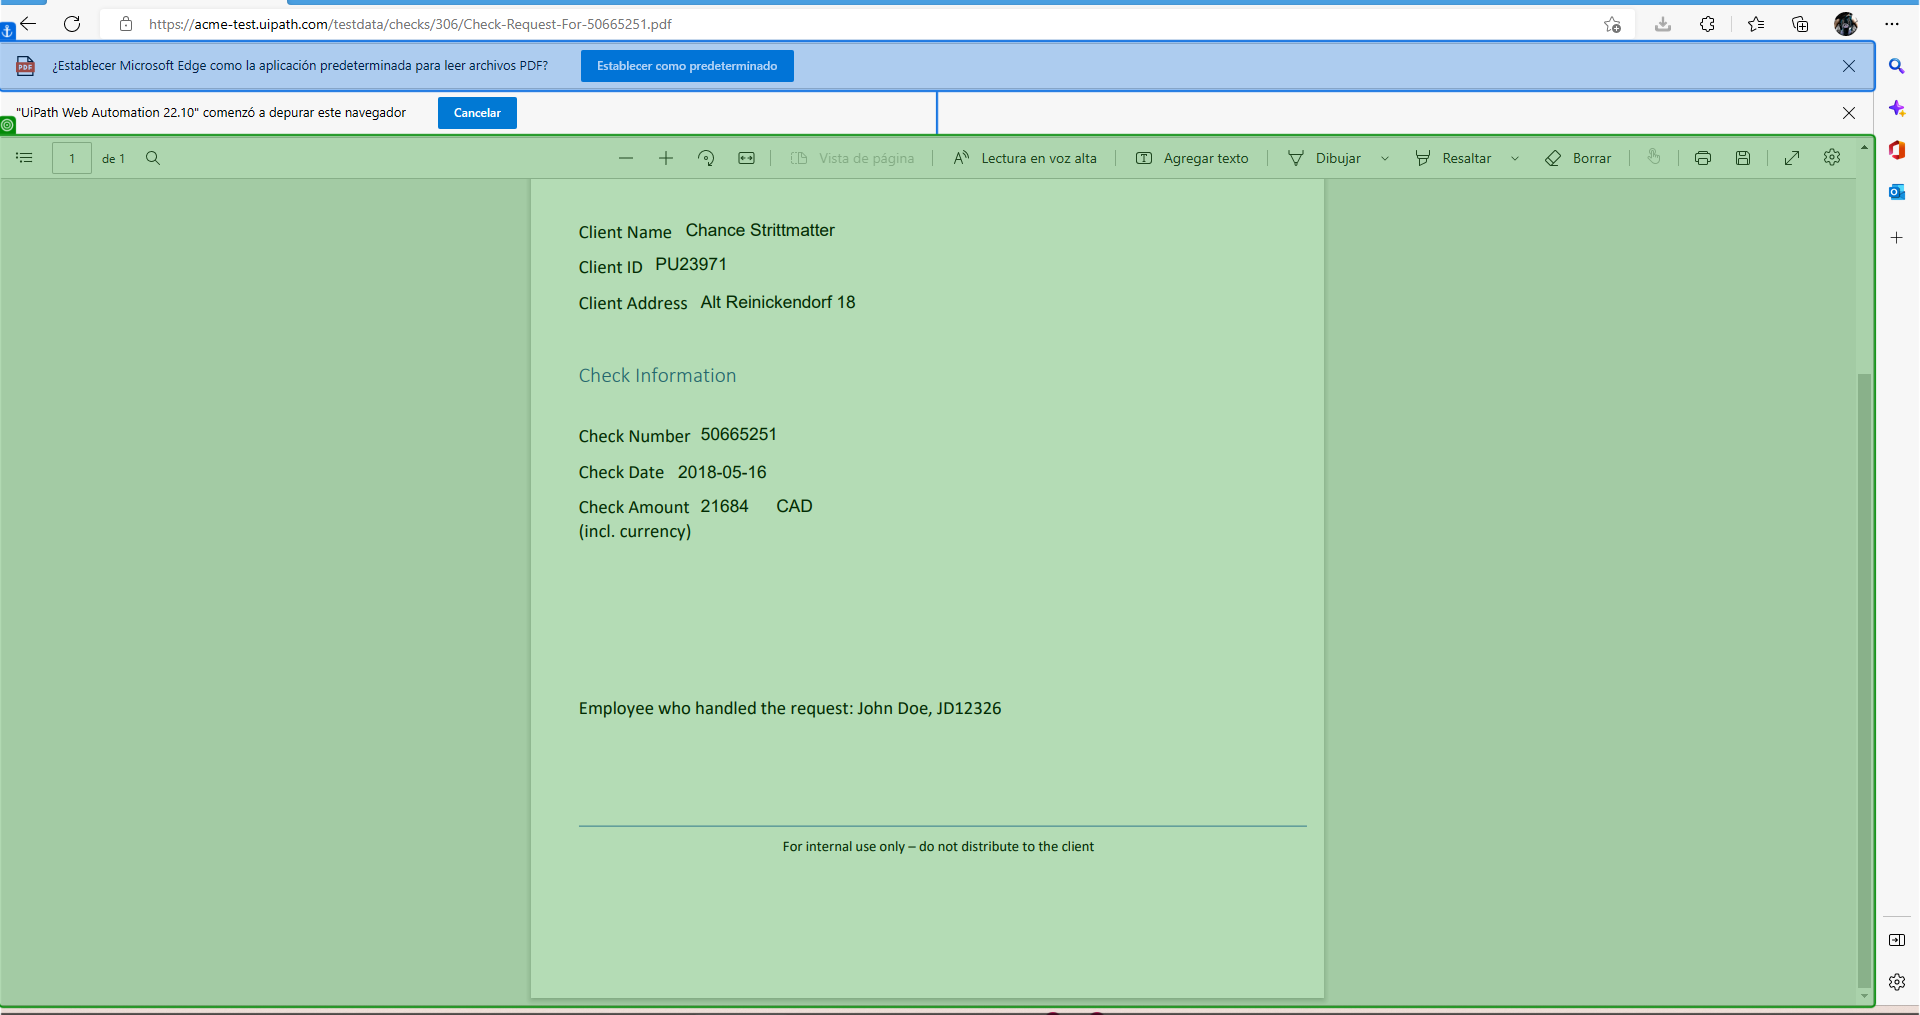 https://acme-test.uipath.com/testdata/checks/306/Check-Request-For-50665251.pdf
¿Establecer Microsoft Edge como la aplicación predeterminada para leer archivos PDF? Establecer como predeterminado
"UiPath Web Automation 22.10" comenzó a depurar este navegador Cancelar
1 de 1 Vista de página Lectura en voz alta Agregar texto Dibujar Resaltar Borrar
Client Name Chance Strittmatter
Client ID PU23971
Client Address Alt Reinickendorf 18
Check Information
Check Number 50665251
Check Date 2018-05-16
Check Amount 21684 CAD
(incl. currency)
Employee who handled the request: John Doe, JD12326
For internal use only – do not distribute to the client